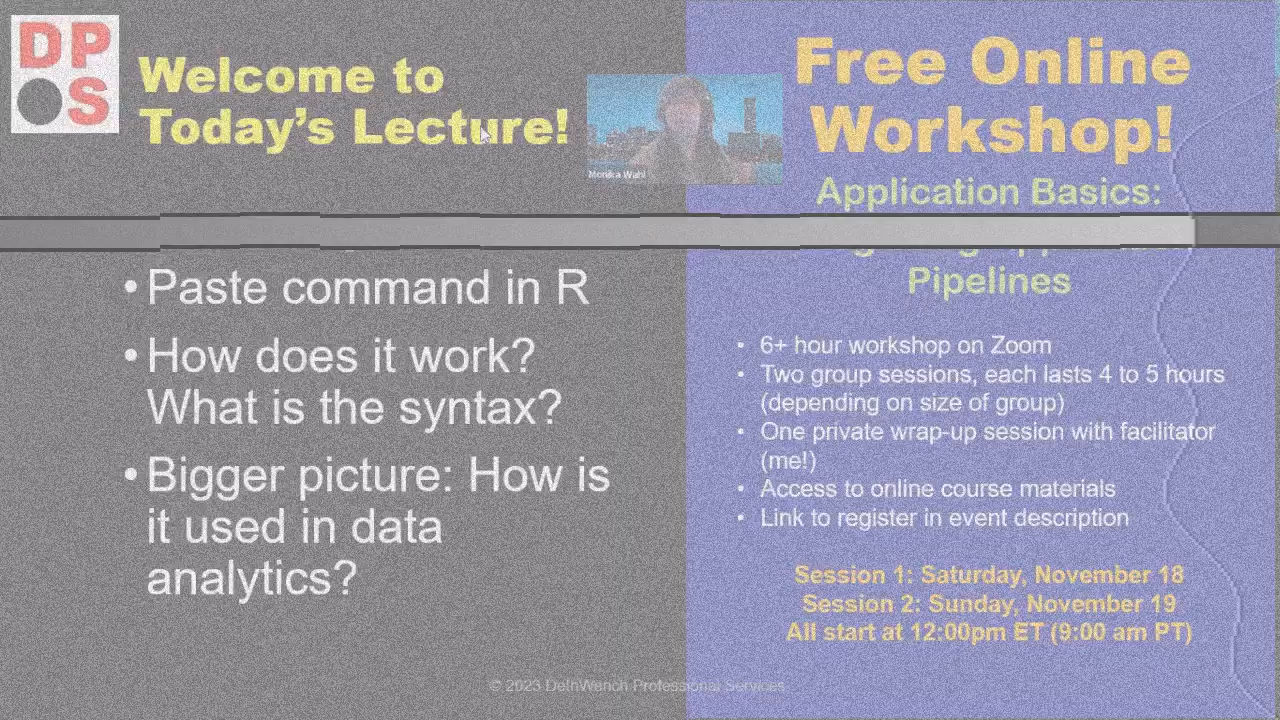 DP
S
Welcome to
Today's Lecture!
Monika Wahi
Paste command in R
How does it work?
What is the syntax?
Bigger picture: How is
it used in data
analytics?
Free Online
Workshop!
Application Basics:
Pipelines
• 6+ hour workshop on Zoom
• Two group sessions, each lasts 4 to 5 hours
(depending on size of group)
• One private wrap-up session with facilitator
(me!)
• Access to online course materials
• Link to register in event description
Session 1: Saturday, November 18
Session 2: Sunday, November 19
All start at 12:00pm ET (9:00 am PT)
© 2023 DethWench Professional Services